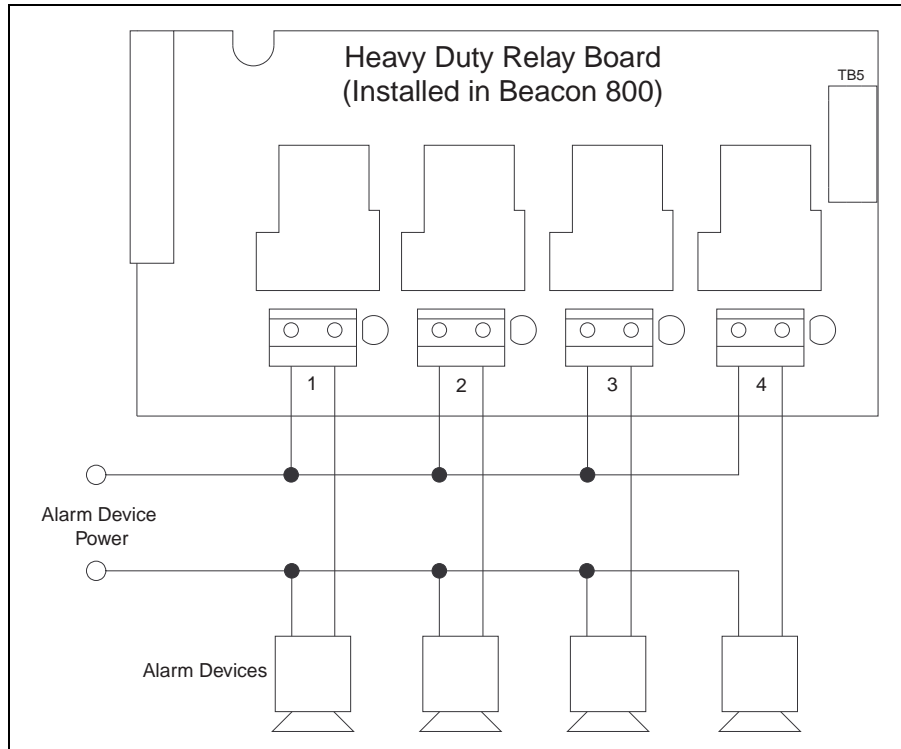 Heavy Duty Relay Board
(Installed in Beacon 800)
TB5
1
2
3
4
Alarm Device
Power
Alarm Devices